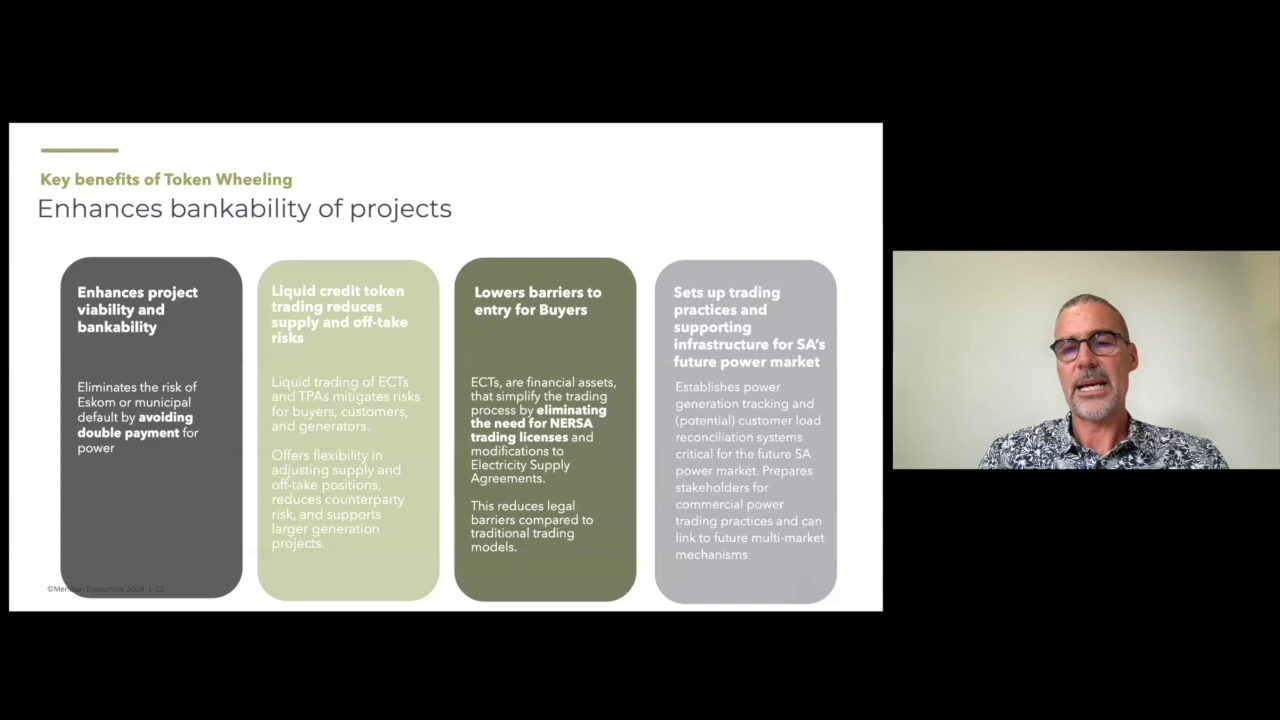 Key benefits of Token Wheeling
Enhances bankability of projects
Enhances project
viability and
bankability
Eliminates the risk of
Eskom or municipal
default by avoiding
double payment for
power
Liquid credit token
trading reduces
supply and off-take
risks
Liquid trading of ECTs
and TPAs mitigates risks
for buyers, customers,
and generators.
Offers flexibility in
adjusting supply and
off-take positions,
reduces counterparty
risk, and supports
larger generation
projects.
Lowers barriers to
entry for Buyers
ECTs, are financial assets,
that simplify the trading
process by eliminating
the need for NERSA
trading licenses and
modifications to
Electricity Supply
Agreements.
This reduces legal
barriers compared to
traditional trading
models.
Sets up trading
practices and
supporting
infrastructure for SA's
future power market
Establishes power
generation tracking and
(potential) customer load
reconciliation systems
critical for the future SA
power market. Prepares
stakeholders for
commercial power
trading practices and can
link to future multi-market
mechanisms
©Meridian Economics 2024 | 52